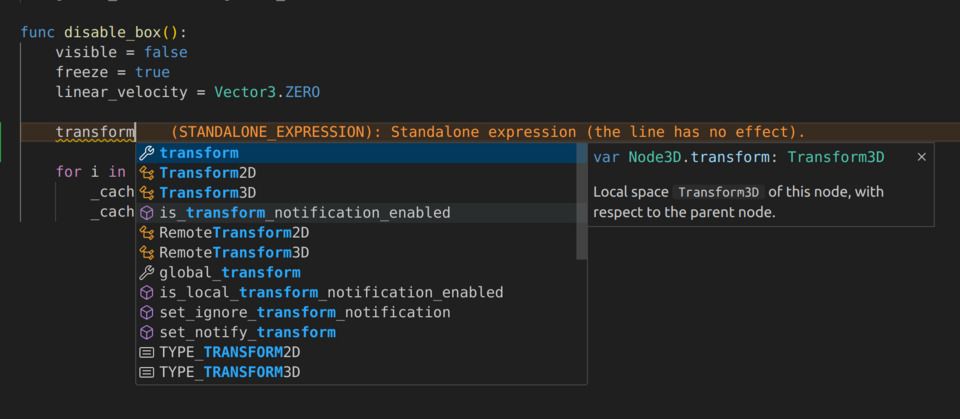 func disable_box():
visible = false
freeze = true
linear_velocity = Vector3.ZERO
transform (STANDALONE_EXPRESSION): Standalone expression (the line has no effect).
for i in
_cach
_cach
transform
Transform2D
Transform3D
is_transform_notification_enabled
RemoteTransform2D
RemoteTransform3D
global_transform
is_local_transform_notification_enabled
set_ignore_transform_notification
set_notify_transform
TYPE_TRANSFORM2D
TYPE_TRANSFORM3D
var Node3D.transform: Transform3D
Local space Transform3D of this node, with
respect to the parent node.